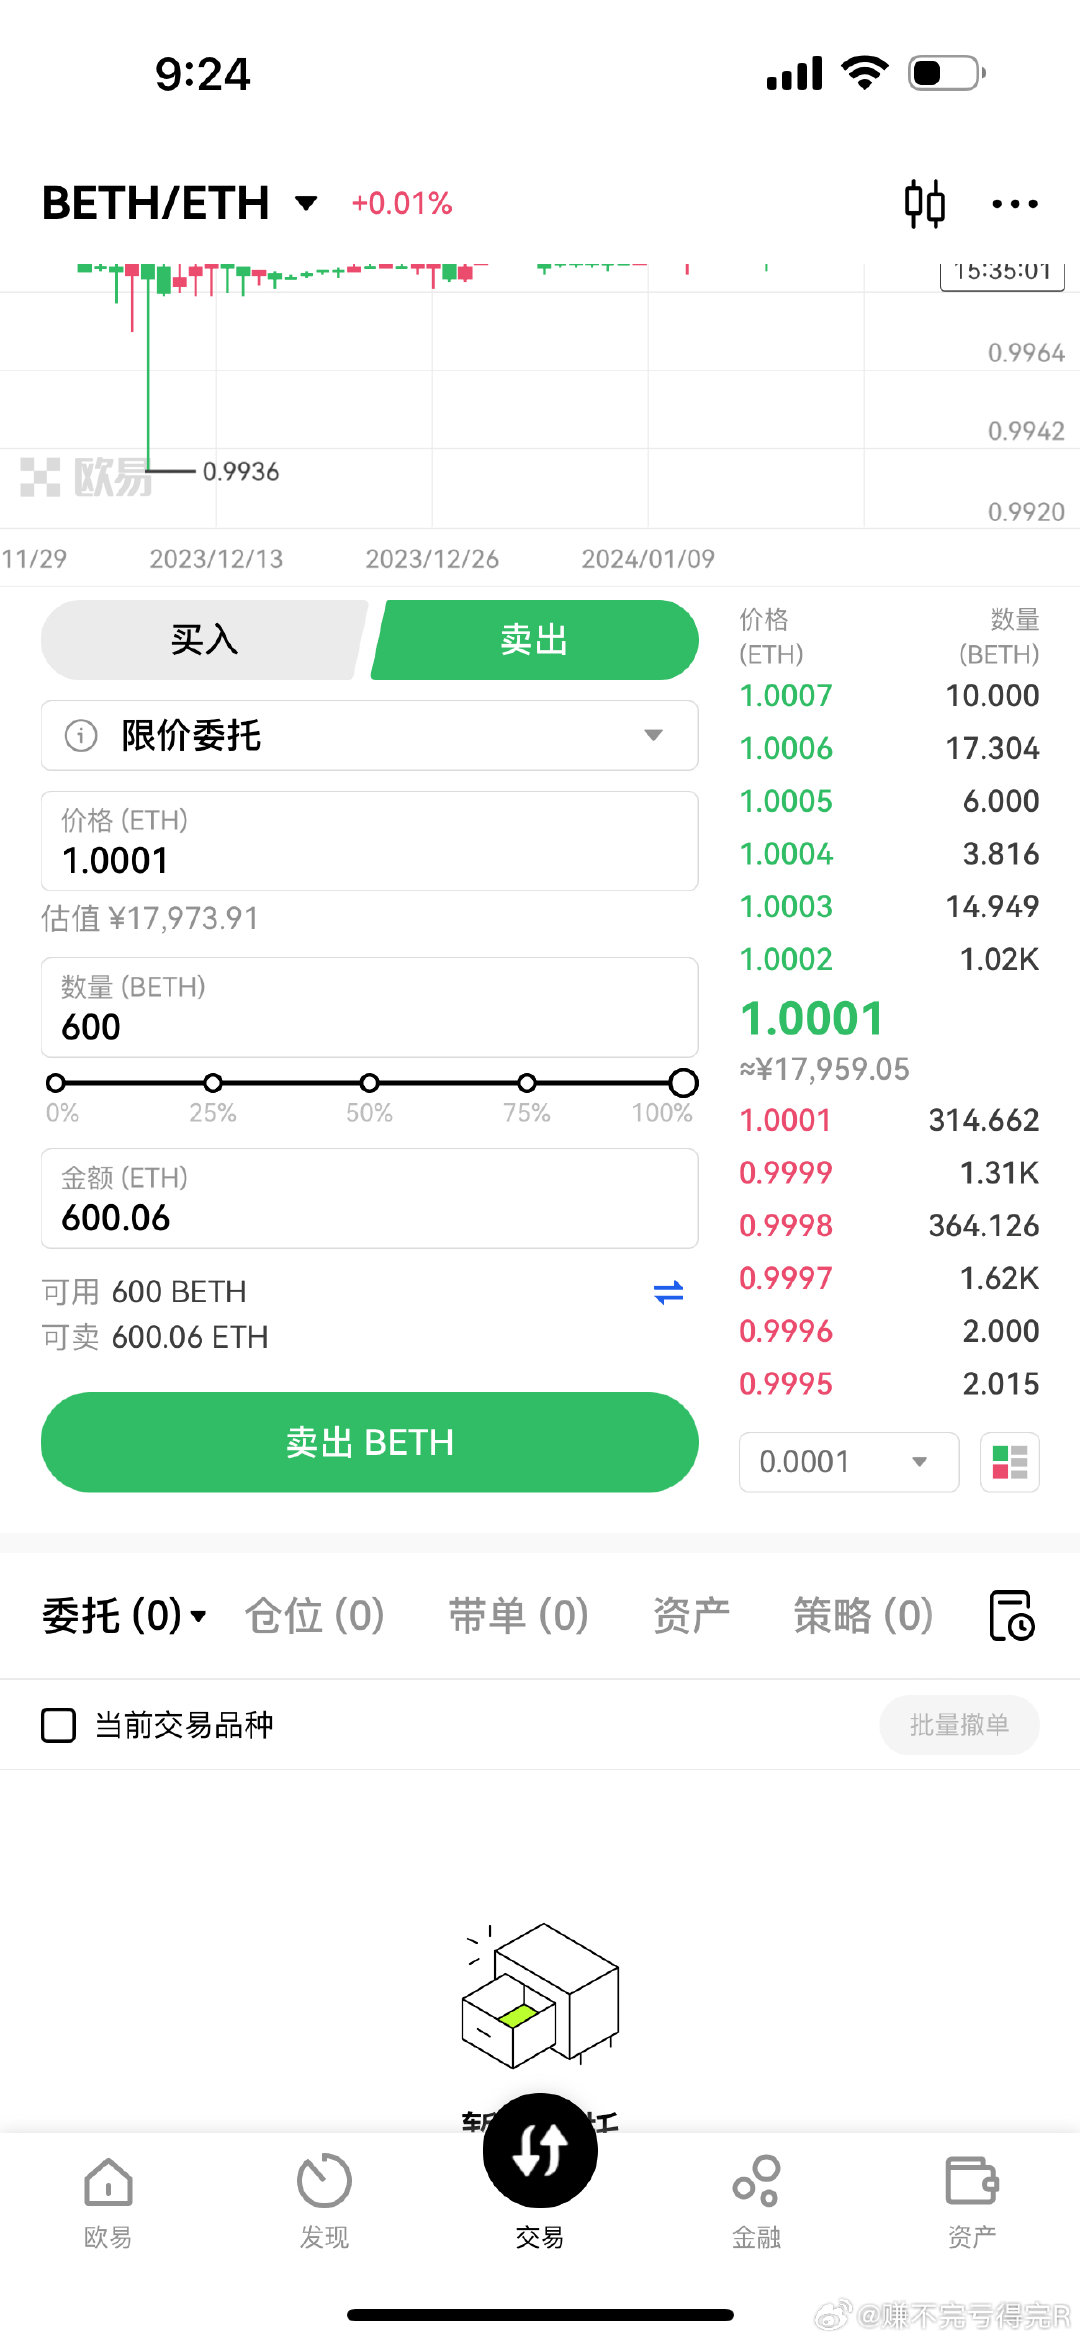 9:24
BETH/ETH +0.01%
15:35:01
0.9964
0.9942
欧易
0.9936
0.9920
11/29 2023/12/13 2023/12/26 2024/01/09
买入 卖出
限价委托
价格 (ETH)
1.0001
估值 ¥17,973.91
数量 (BETH)
600
0% 25% 50% 75% 100%
金额 (ETH)
600.06
可用 600 BETH
可卖 600.06 ETH
卖出 BETH
价格 数量
(ETH) (BETH)
1.0007 10.000
1.0006 17.304
1.0005 6.000
1.0004 3.816
1.0003 14.949
1.0002 1.02K
1.0001
≈¥17,959.05
1.0001 314.662
0.9999 1.31K
0.9998 364.126
0.9997 1.62K
0.9996 2.000
0.9995 2.015
0.0001
委托 (0) 仓位 (0) 带单 (0) 资产 策略 (0)
当前交易品种 批量撤单
欧易 发现 交易 金融 资产
@赚不完亏得完R